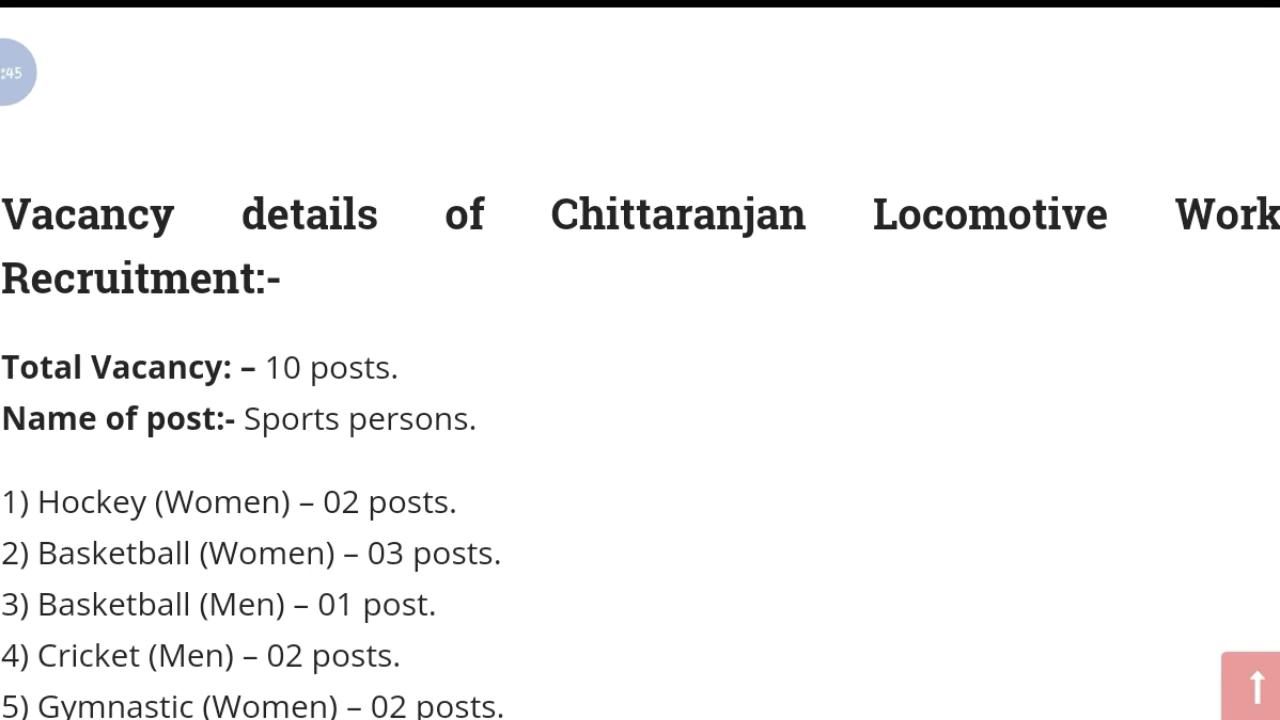 :45
Vacancy details of Chittaranjan Locomotive Work
Recruitment:-
Total Vacancy: – 10 posts.
Name of post:- Sports persons.
1) Hockey (Women) – 02 posts.
2) Basketball (Women) – 03 posts.
3) Basketball (Men) – 01 post.
4) Cricket (Men) – 02 posts.
5) Gymnastic (Women) – 02 posts.